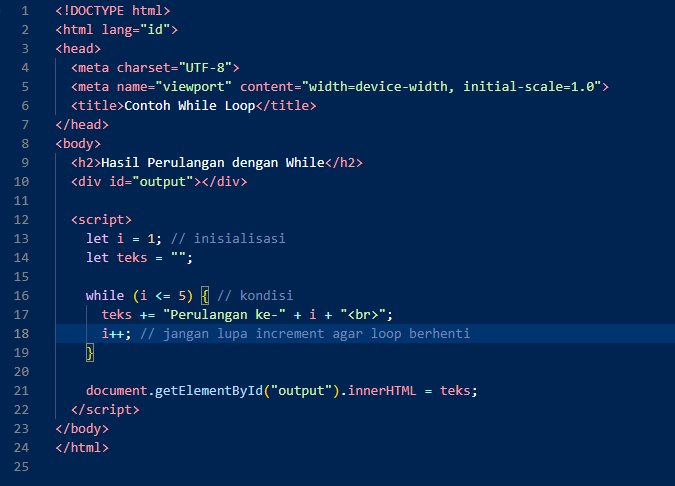 1 <!DOCTYPE html>
2 <html lang="id">
3 <head>
4 <meta charset="UTF-8">
5 <meta name="viewport" content="width=device-width, initial-scale=1.0">
6 <title>Contoh While Loop</title>
7 </head>
8 <body>
9 <h2>Hasil Perulangan dengan While</h2>
10 <div id="output"></div>
11
12 <script>
13 let i = 1; // inisialisasi
14 let teks = "";
15
16 while (i <= 5) { // kondisi
17 teks += "Perulangan ke-" + i + "<br>";
18 i++; // jangan lupa increment agar loop berhenti
19 }
20
21 document.getElementById("output").innerHTML = teks;
22 </script>
23 </body>
24 </html>
25